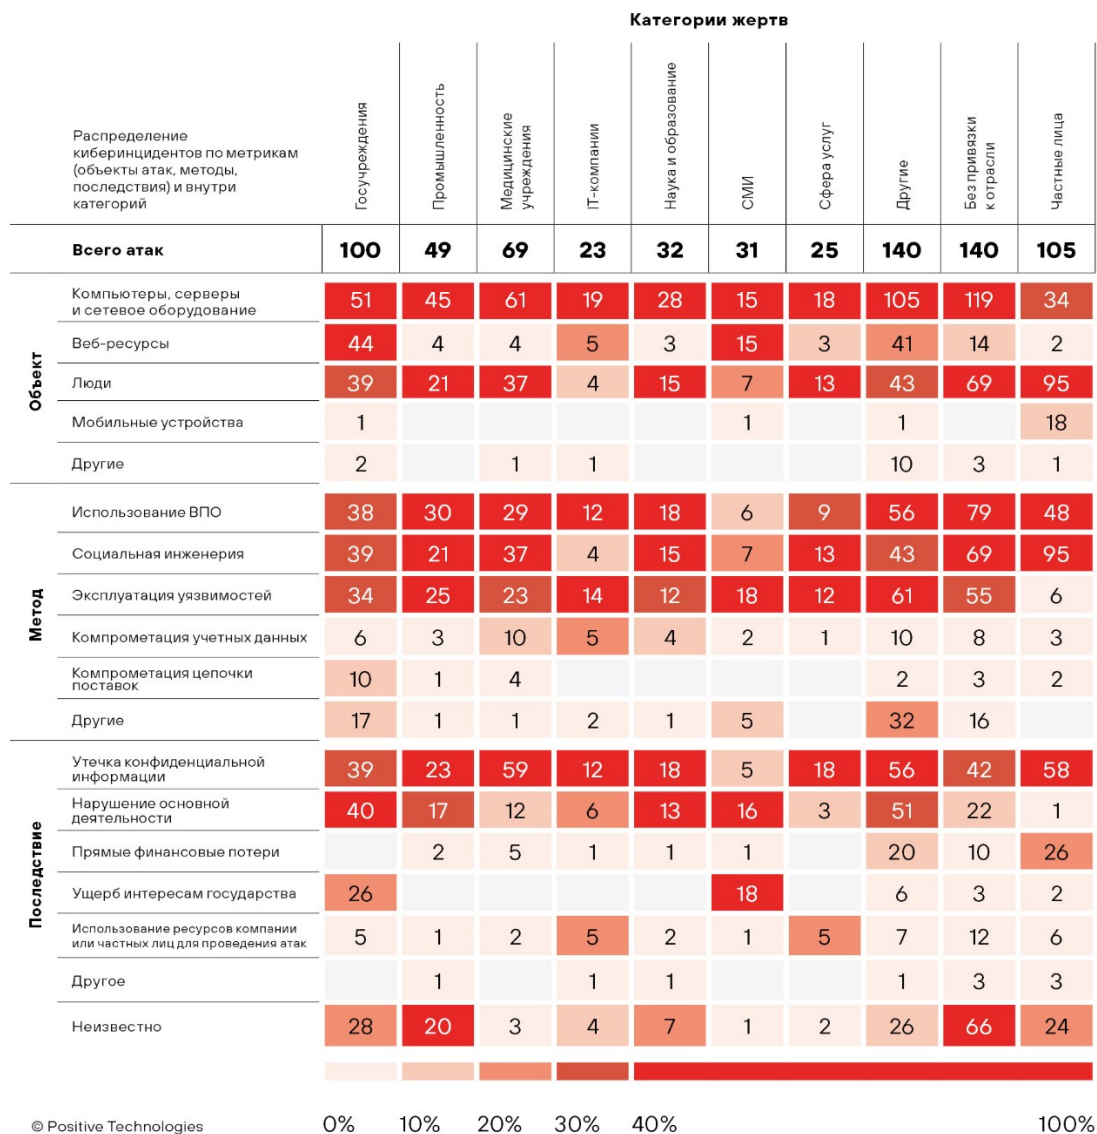 Категории жертв
Распределение
киберинцидентов по метрикам
(объекты атак, методы,
последствия) и внутри
категорий
Госучреждения
Промышленность
Медицинские
учреждения
IT-компании
Наука и образование
СМИ
Сфера услуг
Другие
Без привязки
к отрасли
Частные лица
Всего атак 100 49 69 23 32 31 25 140 140 105
Объект
Компьютеры, серверы
и сетевое оборудование 51 45 61 19 28 15 18 105 119 34
Веб-ресурсы 44 4 4 5 3 15 3 41 14 2
Люди 39 21 37 4 15 7 13 43 69 95
Мобильные устройства 1 1 1 18
Другие 2 1 1 10 3 1
Метод
Использование ВПО 38 30 29 12 18 6 9 56 79 48
Социальная инженерия 39 21 37 4 15 7 13 43 69 95
Эксплуатация уязвимостей 34 25 23 14 12 18 12 61 55 6
Компрометация учетных данных 6 3 10 5 4 2 1 10 8 3
Компрометация цепочки
поставок 10 1 4 2 3 2
Другие 17 1 1 2 1 5 32 16
Последствие
Утечка конфиденциальной
информации 39 23 59 12 18 5 18 56 42 58
Нарушение основной
деятельности 40 17 12 6 13 16 3 51 22 1
Прямые финансовые потери 2 5 1 1 1 20 10 26
Ущерб интересам государства 26 18 6 3 2
Использование ресурсов компании
или частных лиц для проведения атак 5 1 2 5 2 1 5 7 12 6
Другое 1 1 1 1 3 3
Неизвестно 28 20 3 4 7 1 2 26 66 24
© Positive Technologies 0% 10% 20% 30% 40% 100%